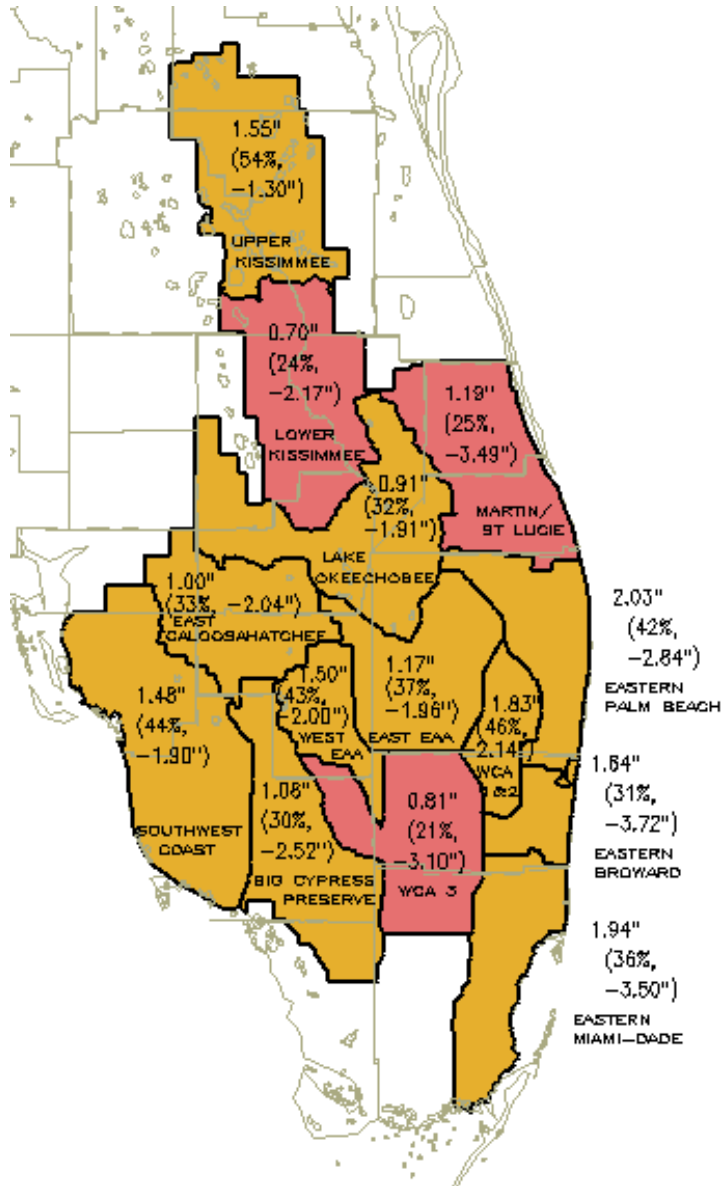 1.55"
(54%,
-1.30")
UPPER
KISSIMMEE
0.70"
(24%,
-2.17")
LOWER
KISSIMMEE
1.19"
(25%,
-3.49")
MARTIN/
ST LUCIE
0.91"
(32%,
-1.91")
LAKE
OKEECHOBEE
1.00"
(33%, -2.04")
EAST
CALOOSAHATCHEE
2.03"
(42%,
-2.84")
EASTERN
PALM BEACH
1.48"
(44%,
-1.90")
SOUTHWEST
COAST
1.50"
(43%,
-2.00")
WEST
EAA
1.17"
(37%,
-1.96")
EAST EAA
1.83"
(46%,
2.14"
WCA
1&2
1.64"
(31%,
-3.72")
EASTERN
BROWARD
1.08"
(30%,
-2.52")
BIG CYPRESS
PRESERVE
0.81"
(21%,
-3.10")
WCA 3
1.94"
(36%,
-3.50")
EASTERN
MIAMI-DADE